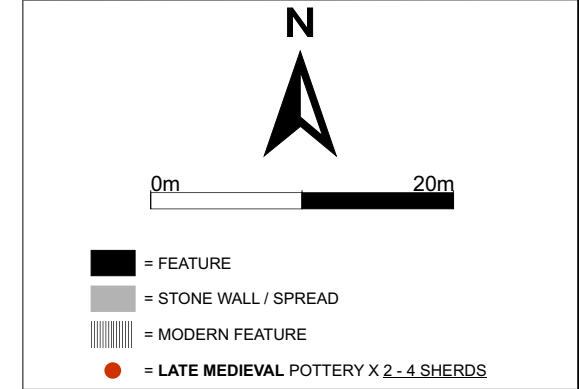 N
0m 20m
= FEATURE
= STONE WALL / SPREAD
= MODERN FEATURE
= LATE MEDIEVAL POTTERY X 2 - 4 SHERDS